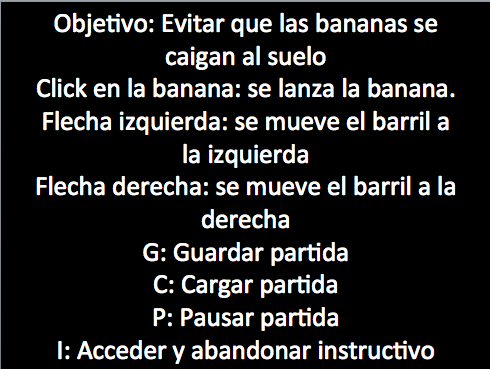 Objetivo: Evitar que las bananas se
caigan al suelo
Click en la banana: se lanza la banana.
Flecha izquierda: se mueve el barril a
la izquierda
Flecha derecha: se mueve el barril a la
derecha
G: Guardar partida
C: Cargar partida
P: Pausar partida
I: Acceder y abandonar instructivo